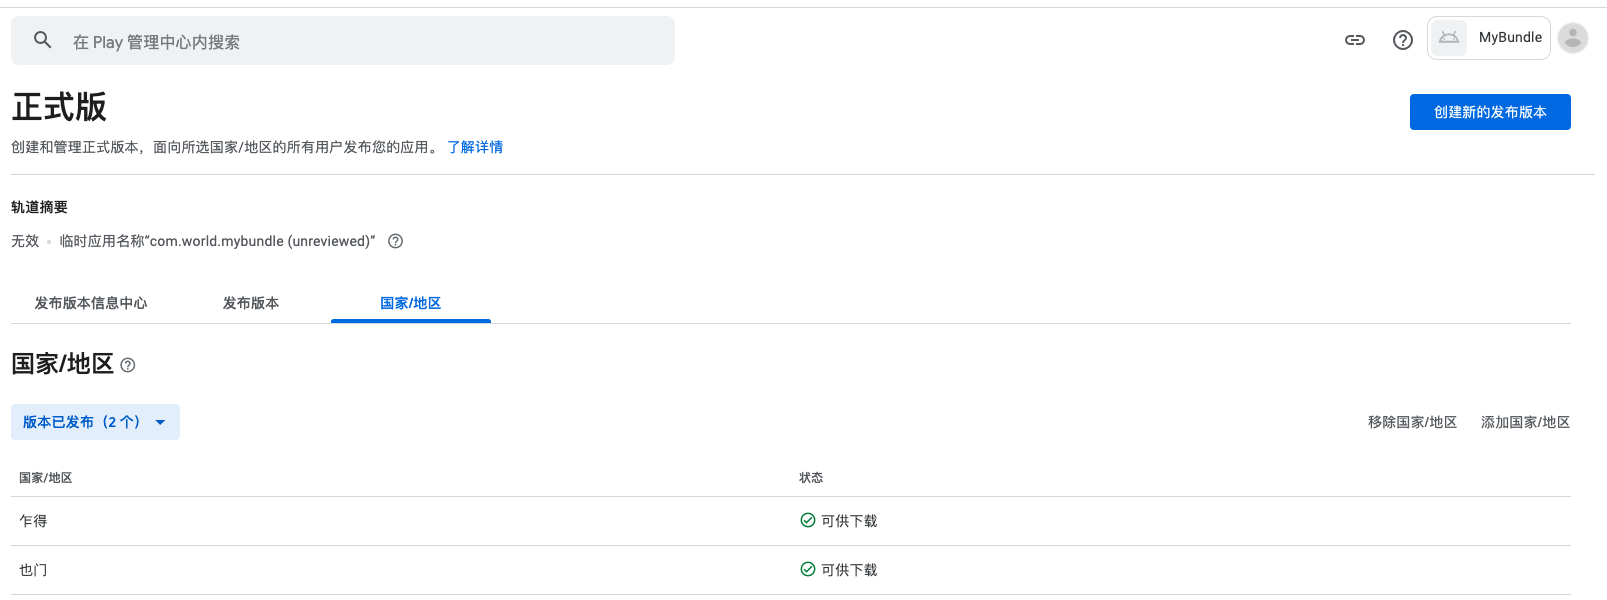 在 Play 管理中心内搜索
MyBundle
正式版
创建新的发布版本
创建和管理正式版本，面向所选国家/地区的所有用户发布您的应用。 了解详情
轨道摘要
无效 • 临时应用名称“com.world.mybundle (unreviewed)”
发布版本信息中心 发布版本 国家/地区
国家/地区
版本已发布（2 个） 移除国家/地区 添加国家/地区
国家/地区 状态
乍得 可供下载
也门 可供下载